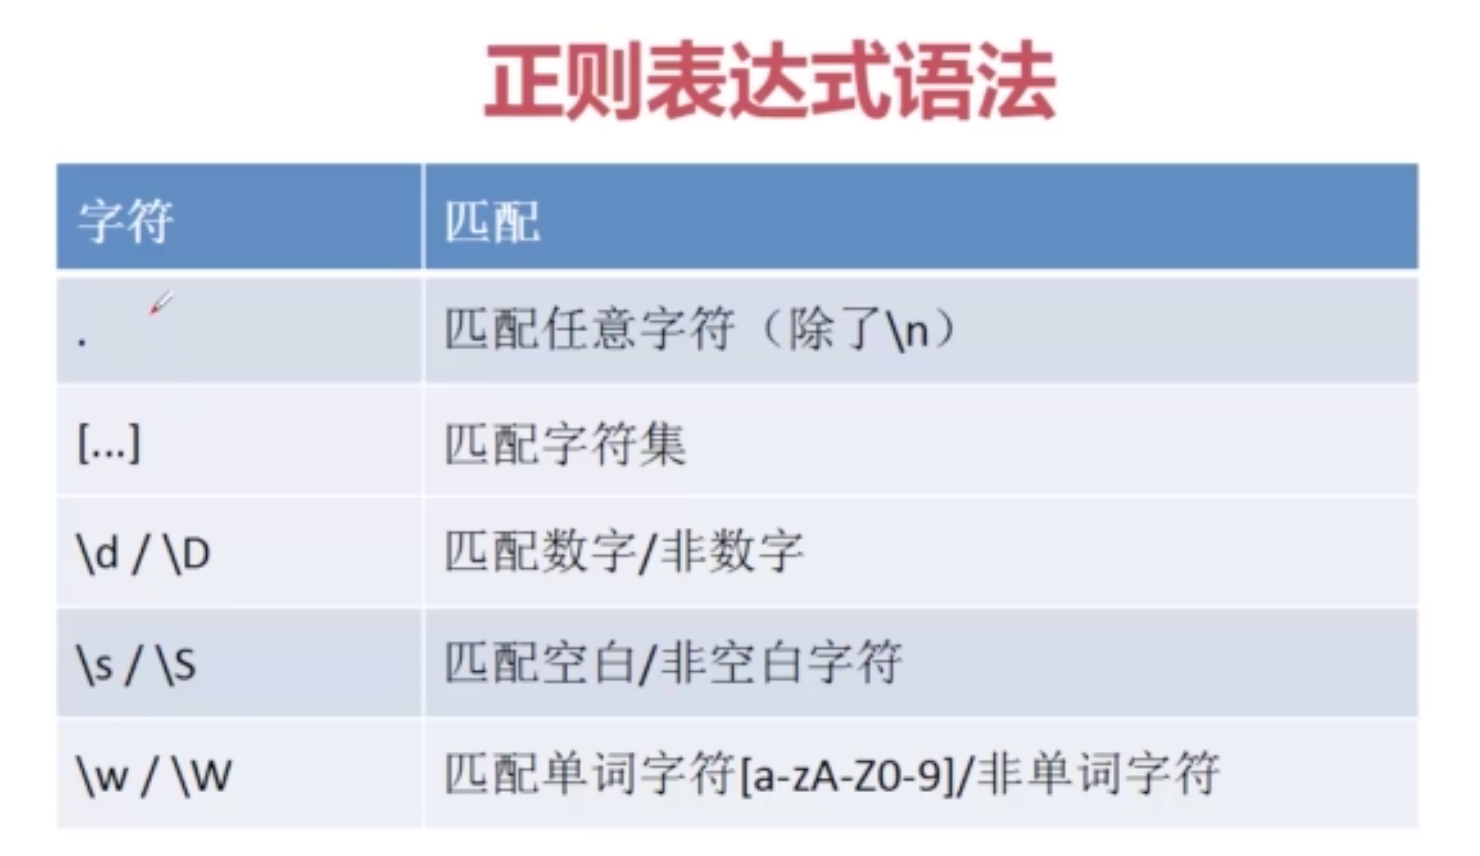 正则表达式语法
字符 匹配
. 匹配任意字符（除了\n）
[...] 匹配字符集
\d / \D 匹配数字/非数字
\s / \S 匹配空白/非空白字符
\w / \W 匹配单词字符[a-zA-Z0-9]/非单词字符